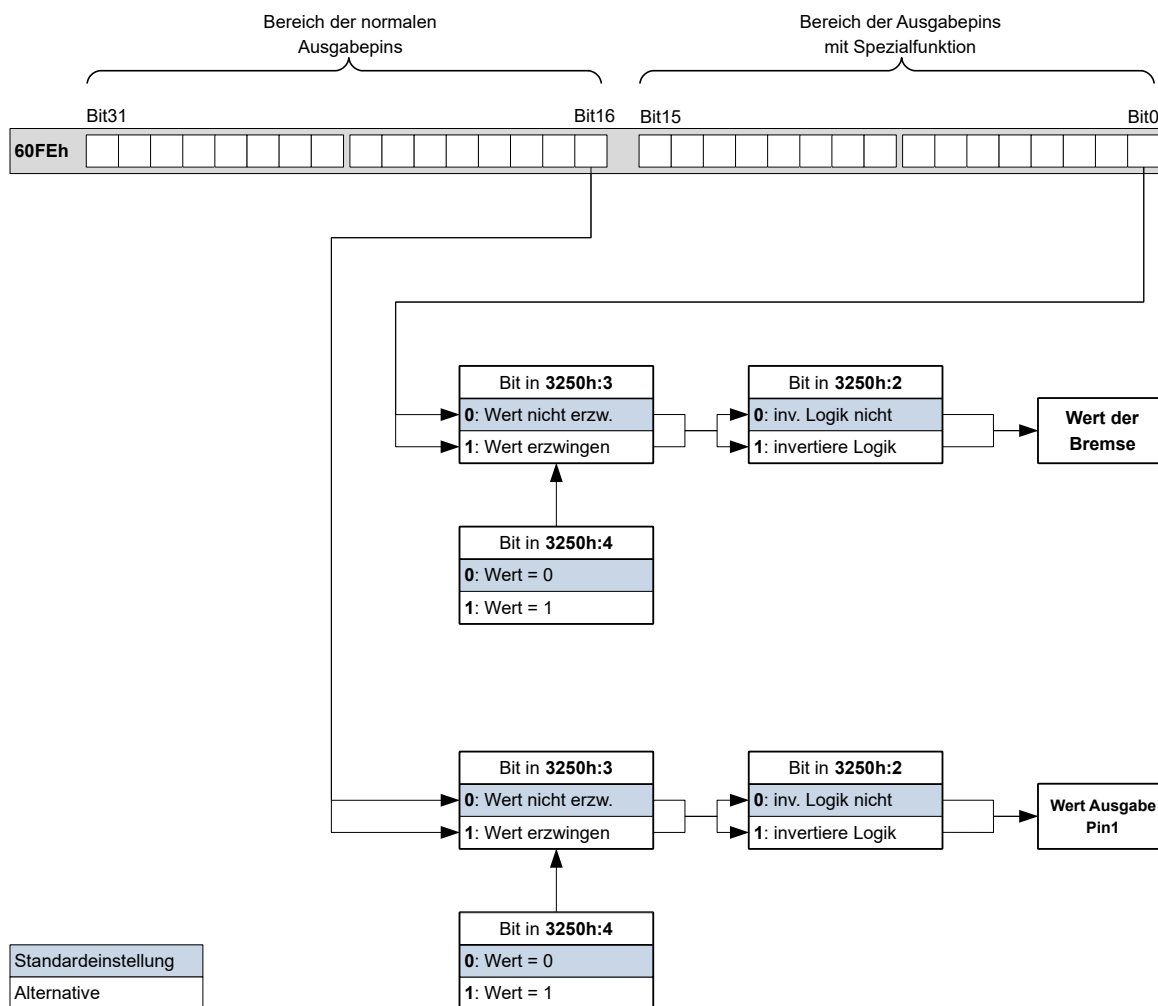 Bereich der normalen
Ausgabepins
Bereich der Ausgabepins
mit Spezialfunktion
Bit31
Bit16
Bit15
Bit0
60FEh
Bit in 3250h:3
0: Wert nicht erzw.
1: Wert erzwingen
Bit in 3250h:2
0: inv. Logik nicht
1: invertiere Logik
Wert der
Bremse
Bit in 3250h:4
0: Wert = 0
1: Wert = 1
Bit in 3250h:3
0: Wert nicht erzw.
1: Wert erzwingen
Bit in 3250h:2
0: inv. Logik nicht
1: invertiere Logik
Wert Ausgabe
Pin1
Bit in 3250h:4
0: Wert = 0
1: Wert = 1
Standardeinstellung
Alternative